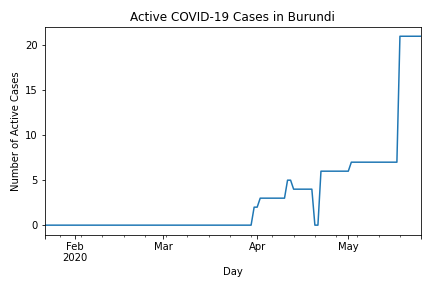 Active COVID-19 Cases in Burundi
Number of Active Cases
20
15
10
5
0
Feb
2020
Mar
Apr
May
Day